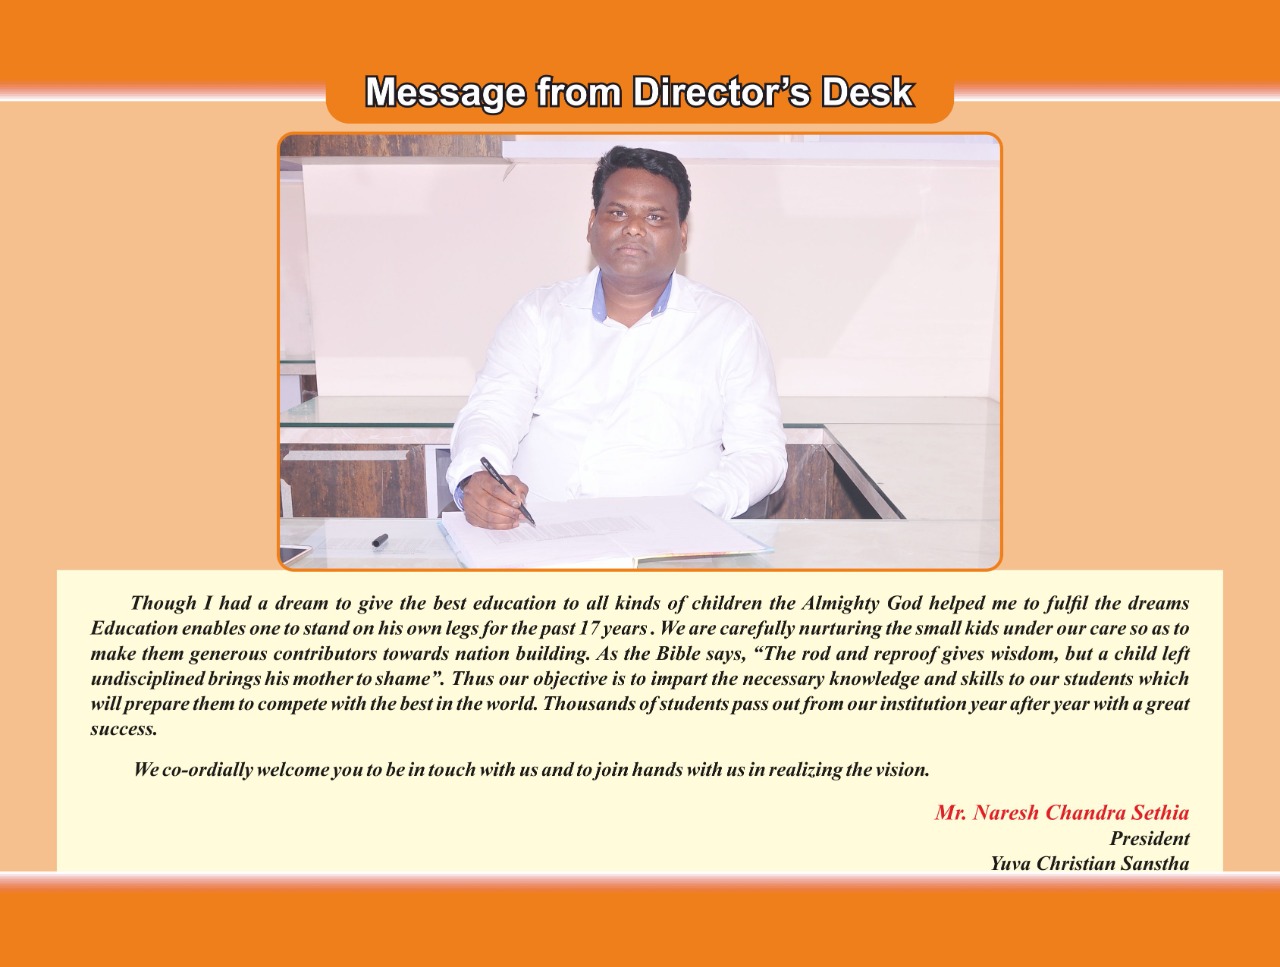 Message from Director’s Desk
Though I had a dream to give the best education to all kinds of children the Almighty God helped me to fulfil the dreams
Education enables one to stand on his own legs for the past 17 years . We are carefully nurturing the small kids under our care so as to
make them generous contributors towards nation building. As the Bible says, “The rod and reproof gives wisdom, but a child left
undisciplined brings his mother to shame”. Thus our objective is to impart the necessary knowledge and skills to our students which
will prepare them to compete with the best in the world. Thousands of students pass out from our institution year after year with a great
success.
We co-ordially welcome you to be in touch with us and to join hands with us in realizing the vision.
Mr. Naresh Chandra Sethia
President
Yuva Christian Sanstha